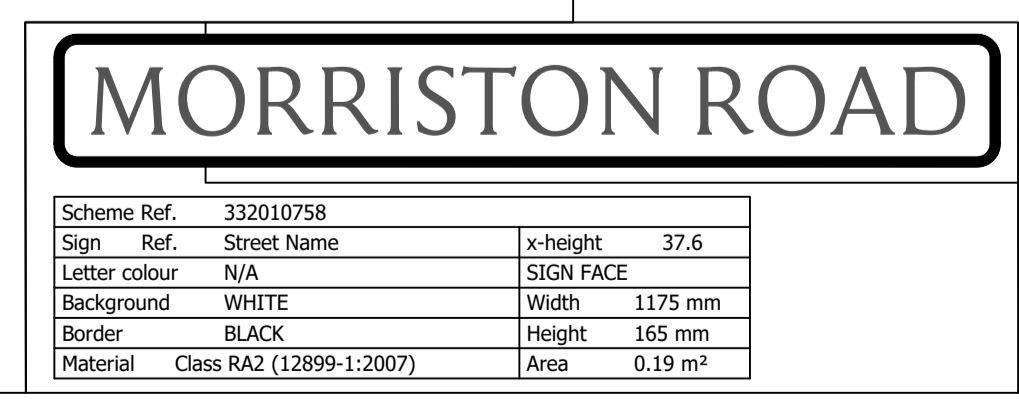 MORRISTON ROAD
Scheme Ref. 332010758
Sign Ref. Street Name x-height 37.6
Letter colour N/A SIGN FACE
Background WHITE Width 1175 mm
Border BLACK Height 165 mm
Material Class RA2 (12899-1:2007) Area 0.19 m²